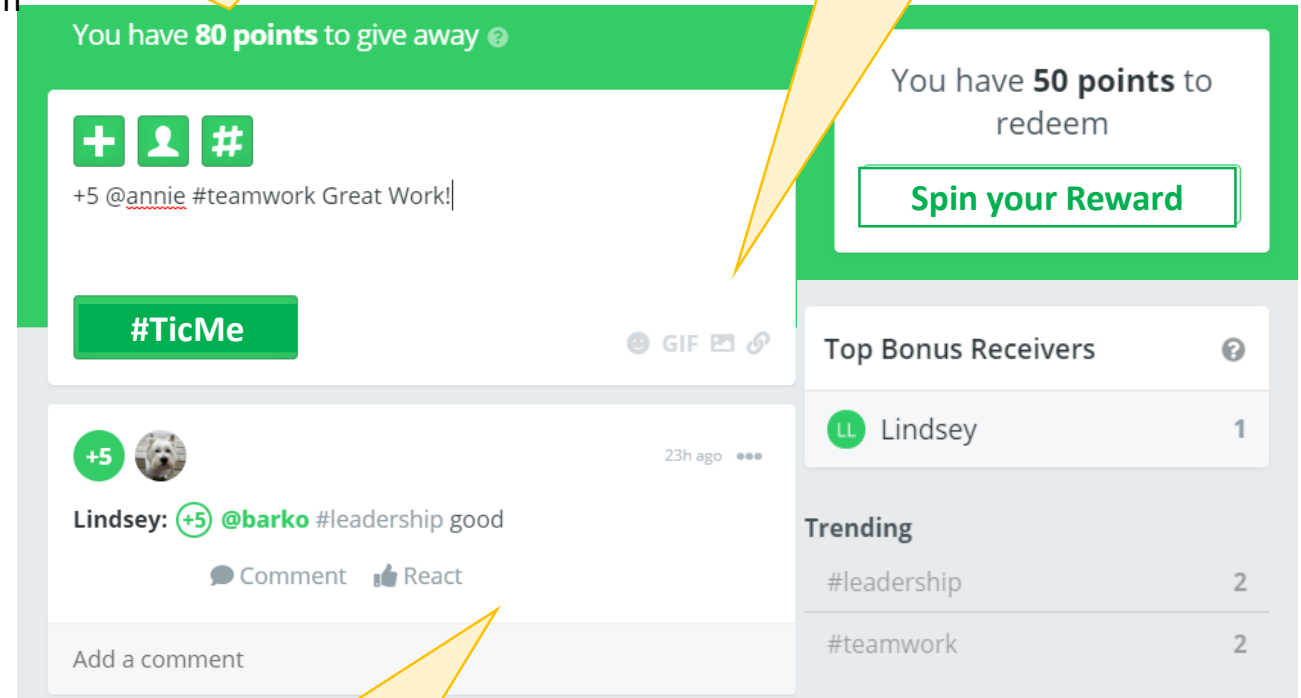 You have 80 points to give away ?
+ #
+5 @annie #teamwork Great Work!
#TicMe
GIF
+5
23h ago
Lindsey: +5 @barko #leadership good
Comment React
Add a comment
You have 50 points to
redeem
Spin your Reward
Top Bonus Receivers ?
LL Lindsey 1
Trending
#leadership 2
#teamwork 2